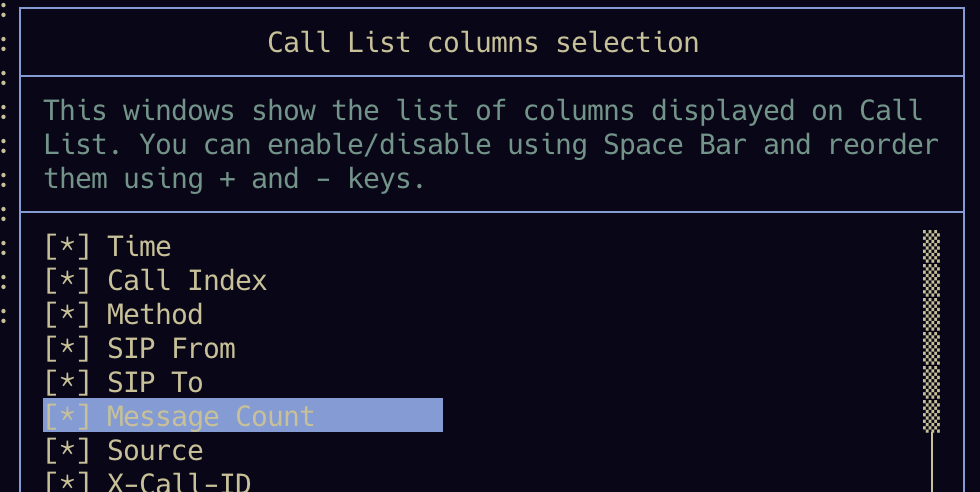 Call List columns selection
This windows show the list of columns displayed on Call
List. You can enable/disable using Space Bar and reorder
them using + and - keys.
[*] Time
[*] Call Index
[*] Method
[*] SIP From
[*] SIP To
[*] Message Count
[*] Source
[*] X-Call-ID